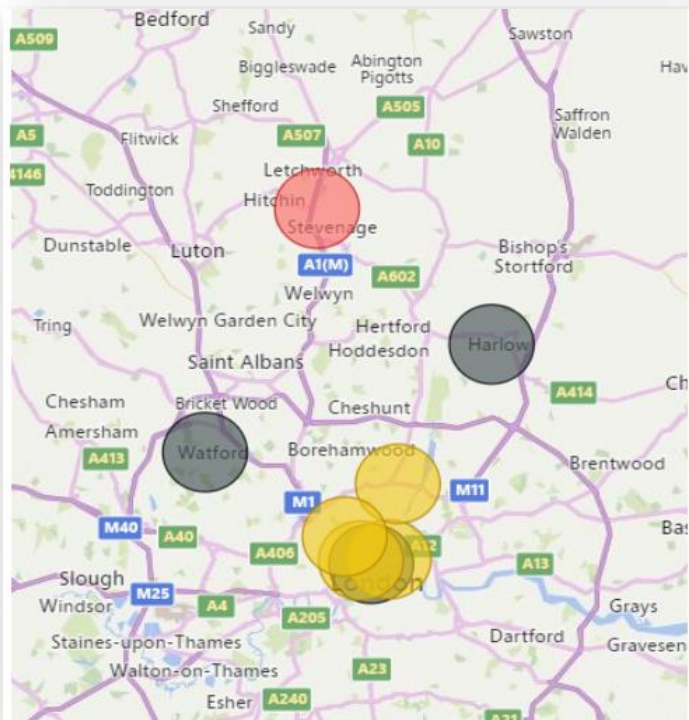 Bedford
Sandy
Sawston
A509
Biggleswade
Abington
Pigotts
Hav
Shefford
A505
Saffron
Walden
A5
Flitwick
A507
A10
4146
Letchworth
Toddington
Hitchin
Stevenage
Dunstable
Luton
Bishop's
Stortford
A1(M)
A602
Welwyn
Tring
Welwyn Garden City
Hertford
Harlow
Hoddesdon
Saint Albans
Ch
A414
Chesham
Bricket Wood
Cheshunt
Amersham
Watford
Borehamwood
A413
Brentwood
M1
M11
M40
A40
Bas
A406
A12
A13
Slough
London
M25
Windsor
A4
A205
Grays
Staines-upon-Thames
Dartford
Gravesen
Walton-on-Thames
A23
Esher
A240
A21